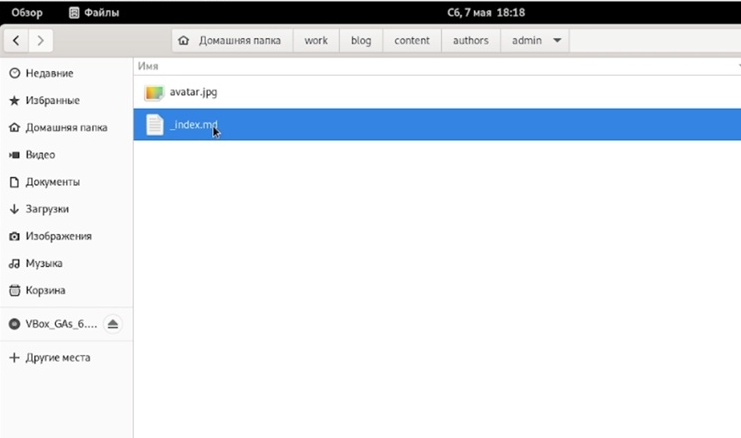 Обзор Файлы Сб, 7 мая 18:18
Домашняя папка work blog content authors admin
Недавние
Избранные
Домашняя папка
Видео
Документы
Загрузки
Изображения
Музыка
Корзина
VBox_GAs_6....
Другие места
Имя
avatar.jpg
_index.md